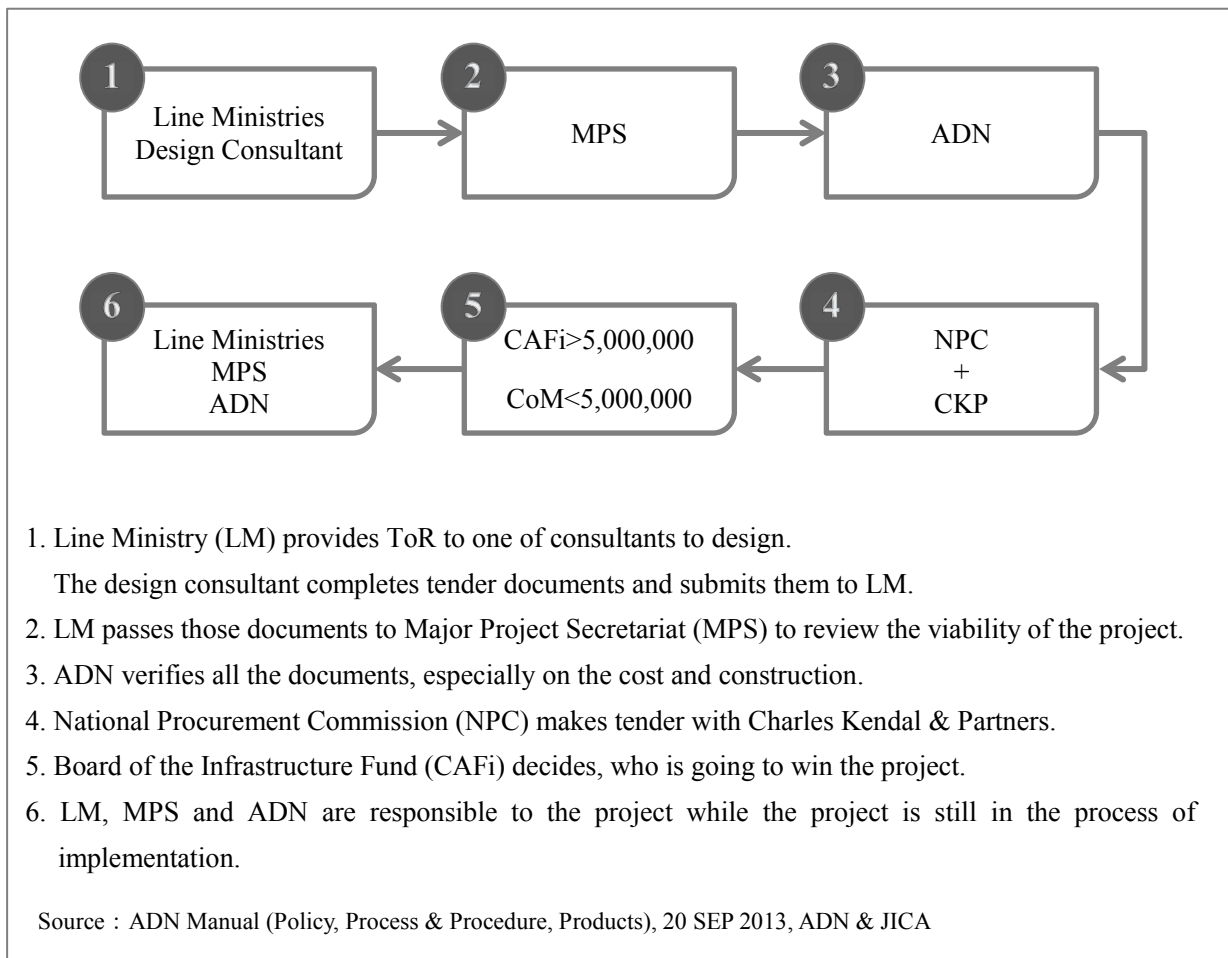 1
Line Ministries
Design Consultant
2
MPS
3
ADN
4
NPC
+
CKP
5
CAFi>5,000,000
CoM<5,000,000
6
Line Ministries
MPS
ADN
1. Line Ministry (LM) provides ToR to one of consultants to design.
The design consultant completes tender documents and submits them to LM.
2. LM passes those documents to Major Project Secretariat (MPS) to review the viability of the project.
3. ADN verifies all the documents, especially on the cost and construction.
4. National Procurement Commission (NPC) makes tender with Charles Kendal & Partners.
5. Board of the Infrastructure Fund (CAFi) decides, who is going to win the project.
6. LM, MPS and ADN are responsible to the project while the project is still in the process of
implementation.
Source : ADN Manual (Policy, Process & Procedure, Products), 20 SEP 2013, ADN & JICA